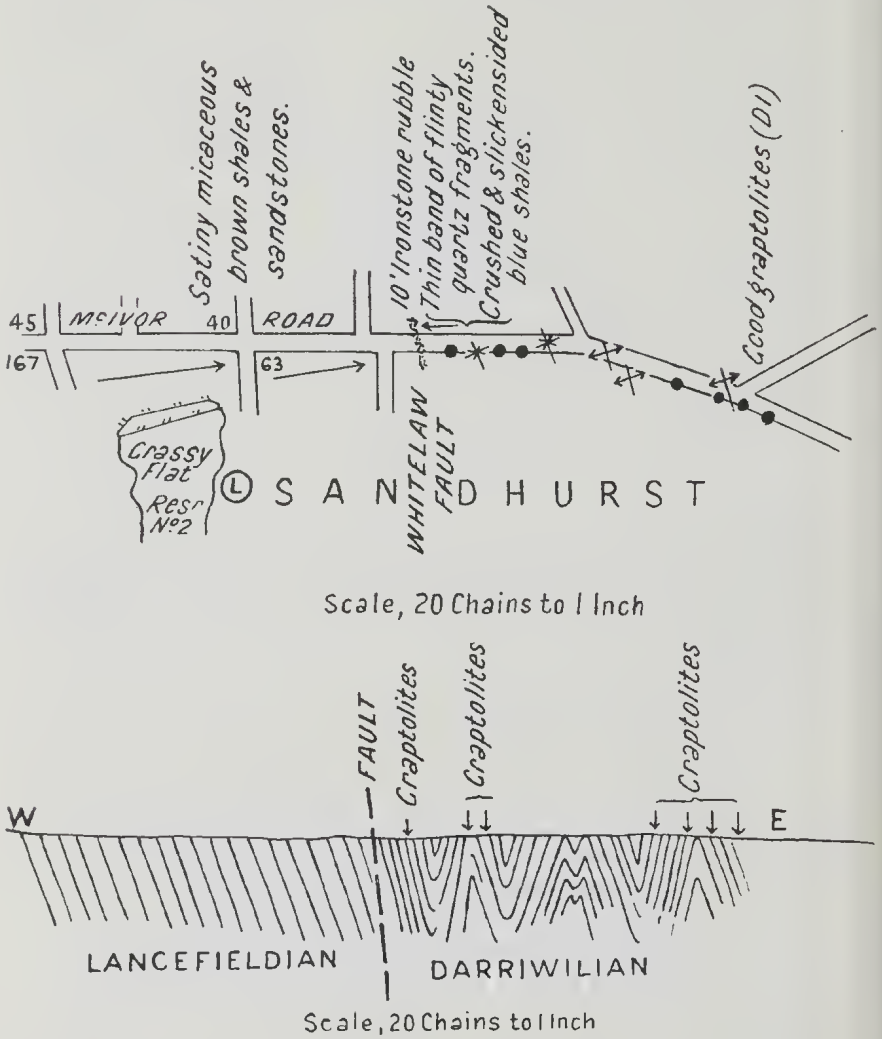 Satiny micaceous
brown shales &
sandstones.
10' Ironstone rubble
Thin band of flinty
quartz fragments.
Crushed & slickensided
blue shales.
Good graptolites (D1)
45
McIVOR
40
ROAD
167
63
Grassy
Flat
Resr
No2
L
SANDHURST
WHITELAW
FAULT
Scale, 20 Chains to 1 Inch
FAULT
Graptolites
Graptolites
Graptolites
W
E
LANCEFIELDIAN
DARRIWILIAN
Scale, 20 Chains to 1 Inch